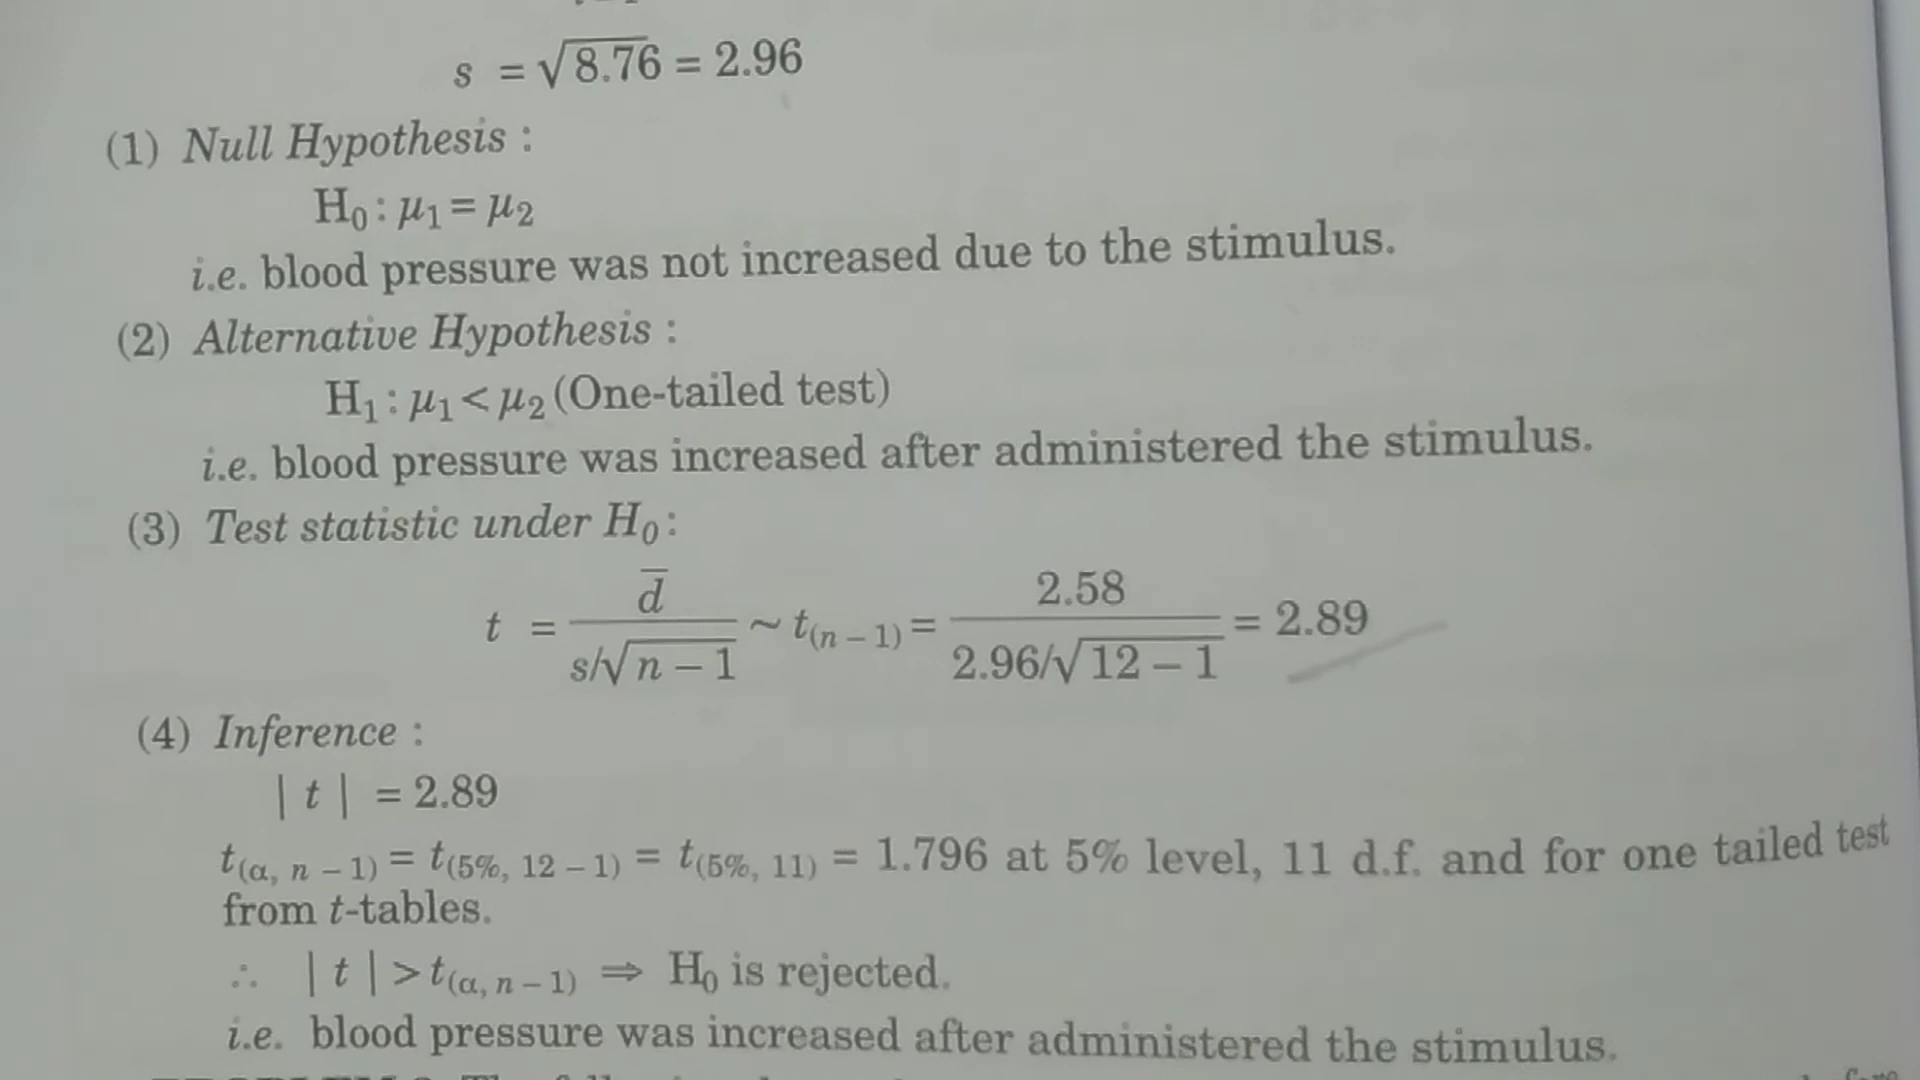 s = √8.76 = 2.96
(1) Null Hypothesis :
H₀ : μ₁ = μ₂
i.e. blood pressure was not increased due to the stimulus.
(2) Alternative Hypothesis :
H₁ : μ₁ < μ₂ (One-tailed test)
i.e. blood pressure was increased after administered the stimulus.
(3) Test statistic under H₀ :
t = d̅ / (s/√(n – 1)) ~ t₍ₙ ₋ ₁₎ = 2.58 / (2.96/√(12 – 1)) = 2.89
(4) Inference :
| t | = 2.89
t(α, n – 1) = t(5%, 12 – 1) = t(5%, 11) = 1.796 at 5% level, 11 d.f. and for one tailed test
from t-tables.
∴ | t | > t(α, n – 1) ⇒ H₀ is rejected.
i.e. blood pressure was increased after administered the stimulus.